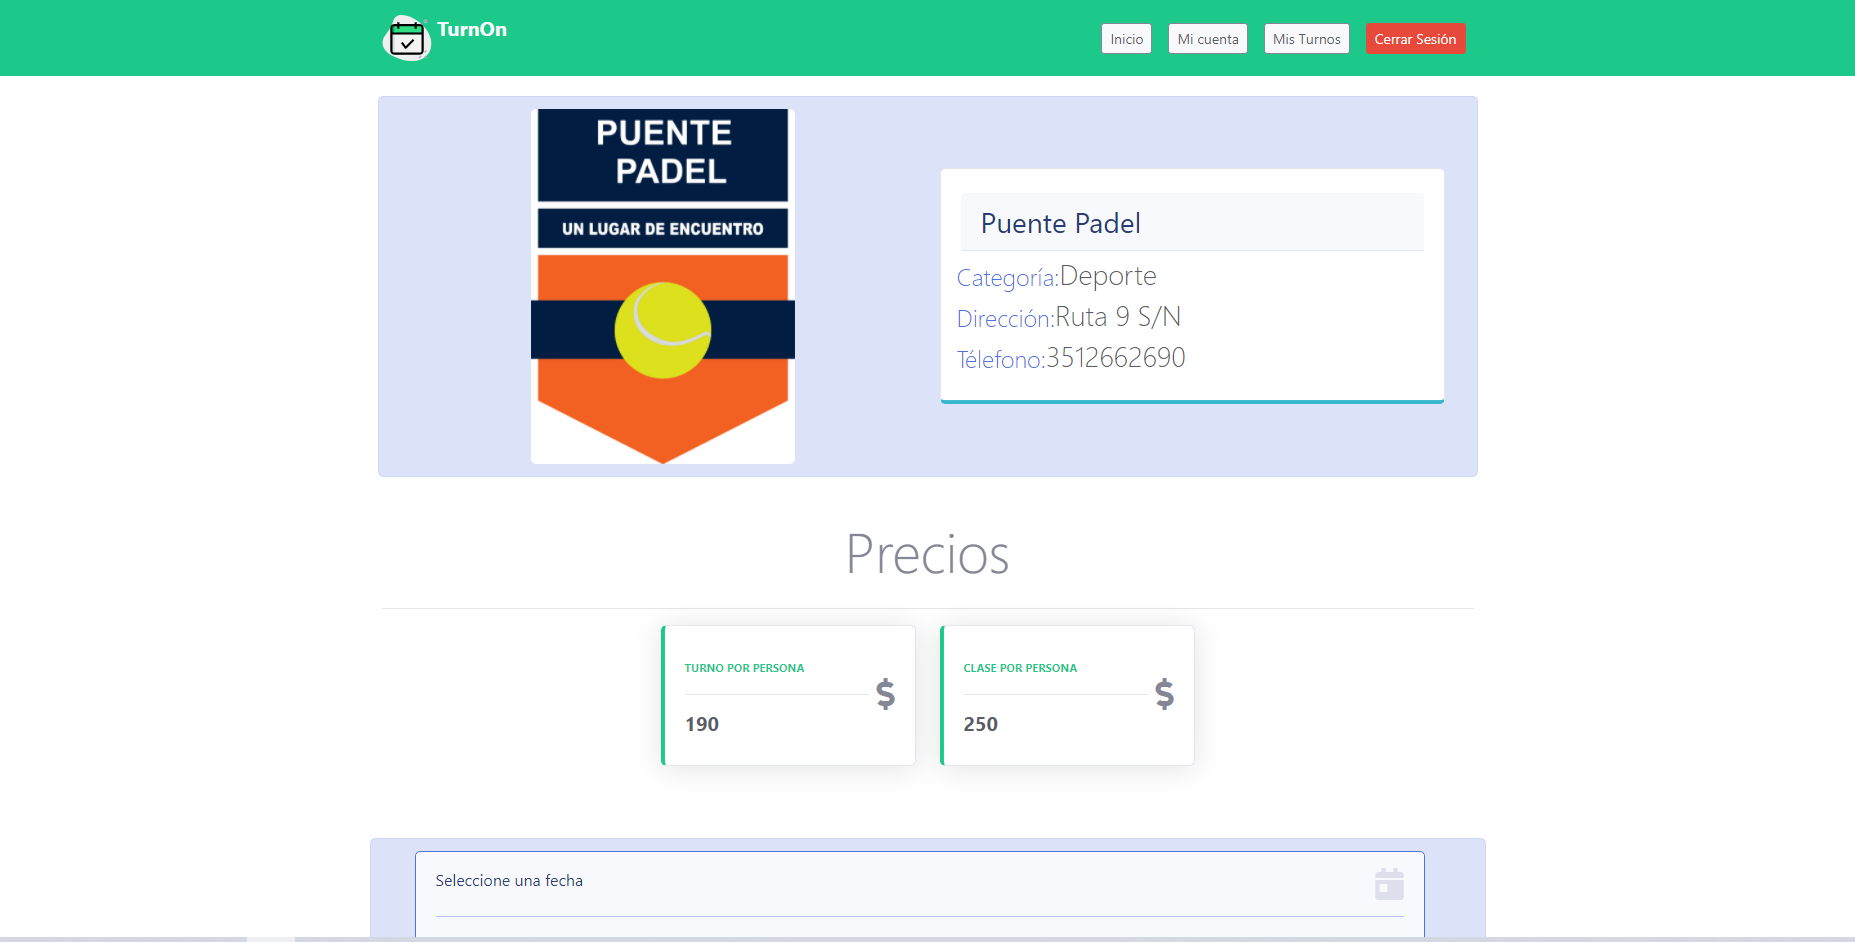 TurnOn
Inicio
Mi cuenta
Mis Turnos
Cerrar Sesión
PUENTE
PADEL
UN LUGAR DE ENCUENTRO
Puente Padel
Categoría:Deporte
Dirección:Ruta 9 S/N
Télefono:3512662690
Precios
TURNO POR PERSONA
$
190
CLASE POR PERSONA
$
250
Seleccione una fecha